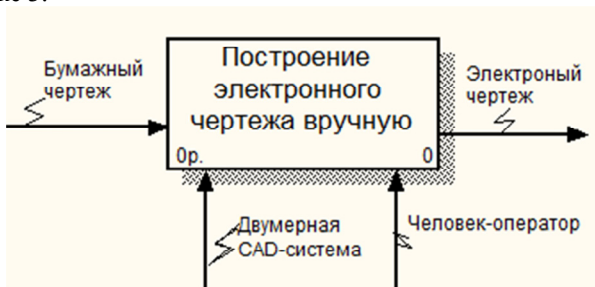 Бумажный
чертеж
Построение
электронного
чертежа вручную
0р.
0
Электроный
чертеж
Двумерная
CAD-система
Человек-оператор